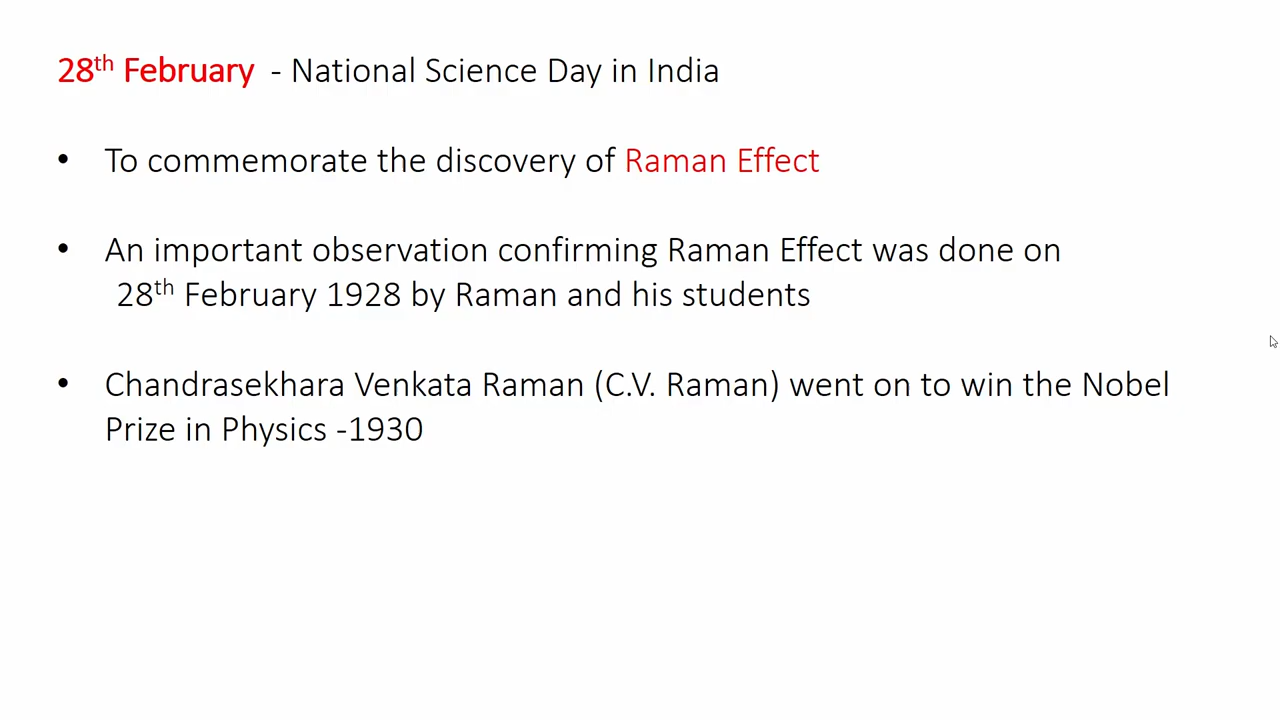 28th February - National Science Day in India
• To commemorate the discovery of Raman Effect
• An important observation confirming Raman Effect was done on
28th February 1928 by Raman and his students
• Chandrasekhara Venkata Raman (C.V. Raman) went on to win the Nobel
Prize in Physics -1930